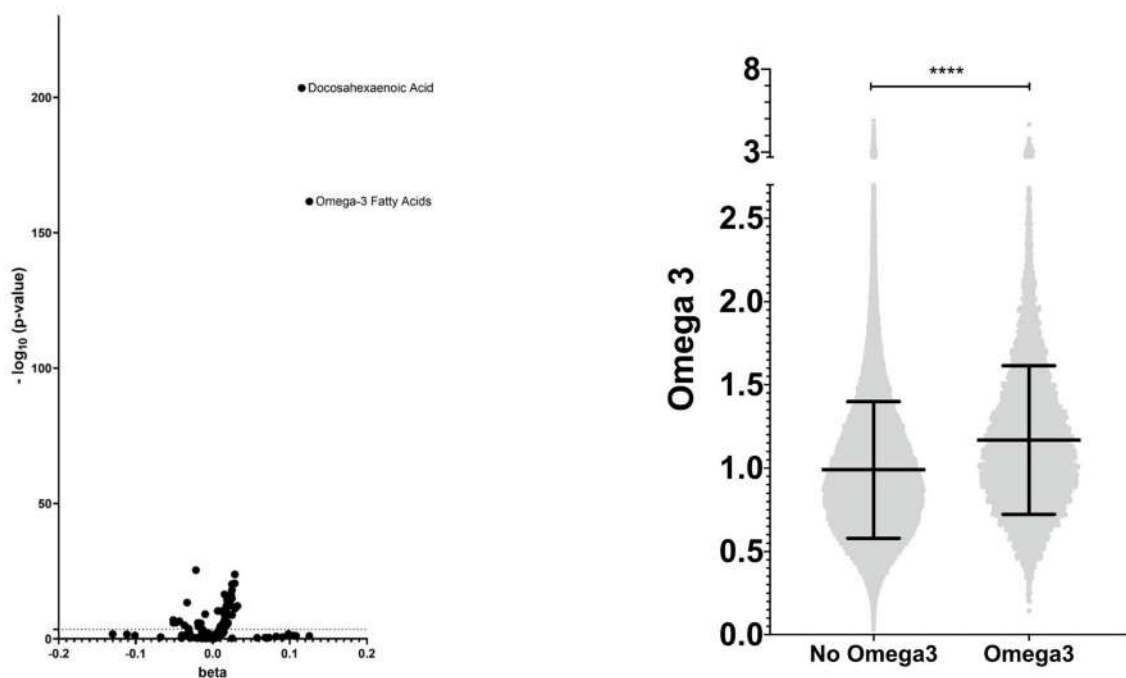 200
150
100
50
0
- log₁₀ (p-value)
Docosahexaenoic Acid
Omega-3 Fatty Acids
-0.2 -0.1 0.0 0.1 0.2
beta
8
3
2.5
2.0
1.5
1.0
0.5
0.0
Omega 3
****
No Omega3 Omega3